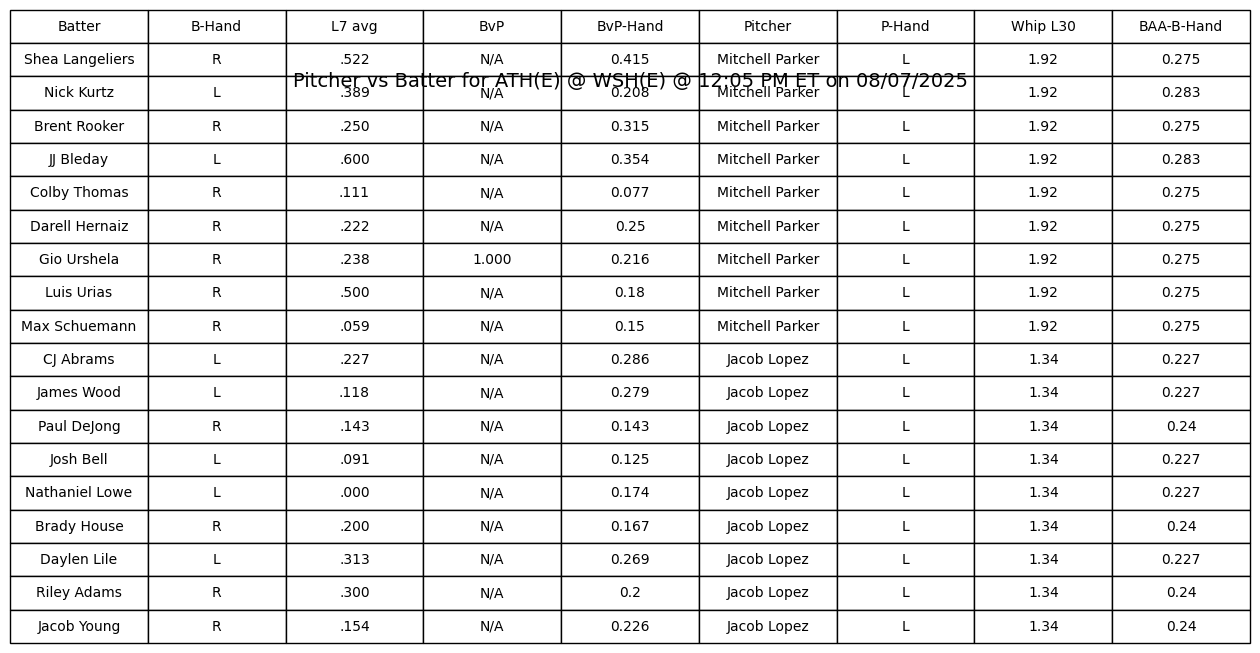 Batter B-Hand L7 avg BvP BvP-Hand Pitcher P-Hand Whip L30 BAA-B-Hand
Shea Langeliers R .522 N/A 0.415 Mitchell Parker L 1.92 0.275
Pitcher vs Batter for ATH(E) @ WSH(E) @ 12:05 PM ET on 08/07/2025
Nick Kurtz L .389 N/A 0.208 Mitchell Parker L 1.92 0.283
Brent Rooker R .250 N/A 0.315 Mitchell Parker L 1.92 0.275
JJ Bleday L .600 N/A 0.354 Mitchell Parker L 1.92 0.283
Colby Thomas R .111 N/A 0.077 Mitchell Parker L 1.92 0.275
Darell Hernaiz R .222 N/A 0.25 Mitchell Parker L 1.92 0.275
Gio Urshela R .238 1.000 0.216 Mitchell Parker L 1.92 0.275
Luis Urias R .500 N/A 0.18 Mitchell Parker L 1.92 0.275
Max Schuemann R .059 N/A 0.15 Mitchell Parker L 1.92 0.275
CJ Abrams L .227 N/A 0.286 Jacob Lopez L 1.34 0.227
James Wood L .118 N/A 0.279 Jacob Lopez L 1.34 0.227
Paul DeJong R .143 N/A 0.143 Jacob Lopez L 1.34 0.24
Josh Bell L .091 N/A 0.125 Jacob Lopez L 1.34 0.227
Nathaniel Lowe L .000 N/A 0.174 Jacob Lopez L 1.34 0.227
Brady House R .200 N/A 0.167 Jacob Lopez L 1.34 0.24
Daylen Lile L .313 N/A 0.269 Jacob Lopez L 1.34 0.227
Riley Adams R .300 N/A 0.2 Jacob Lopez L 1.34 0.24
Jacob Young R .154 N/A 0.226 Jacob Lopez L 1.34 0.24